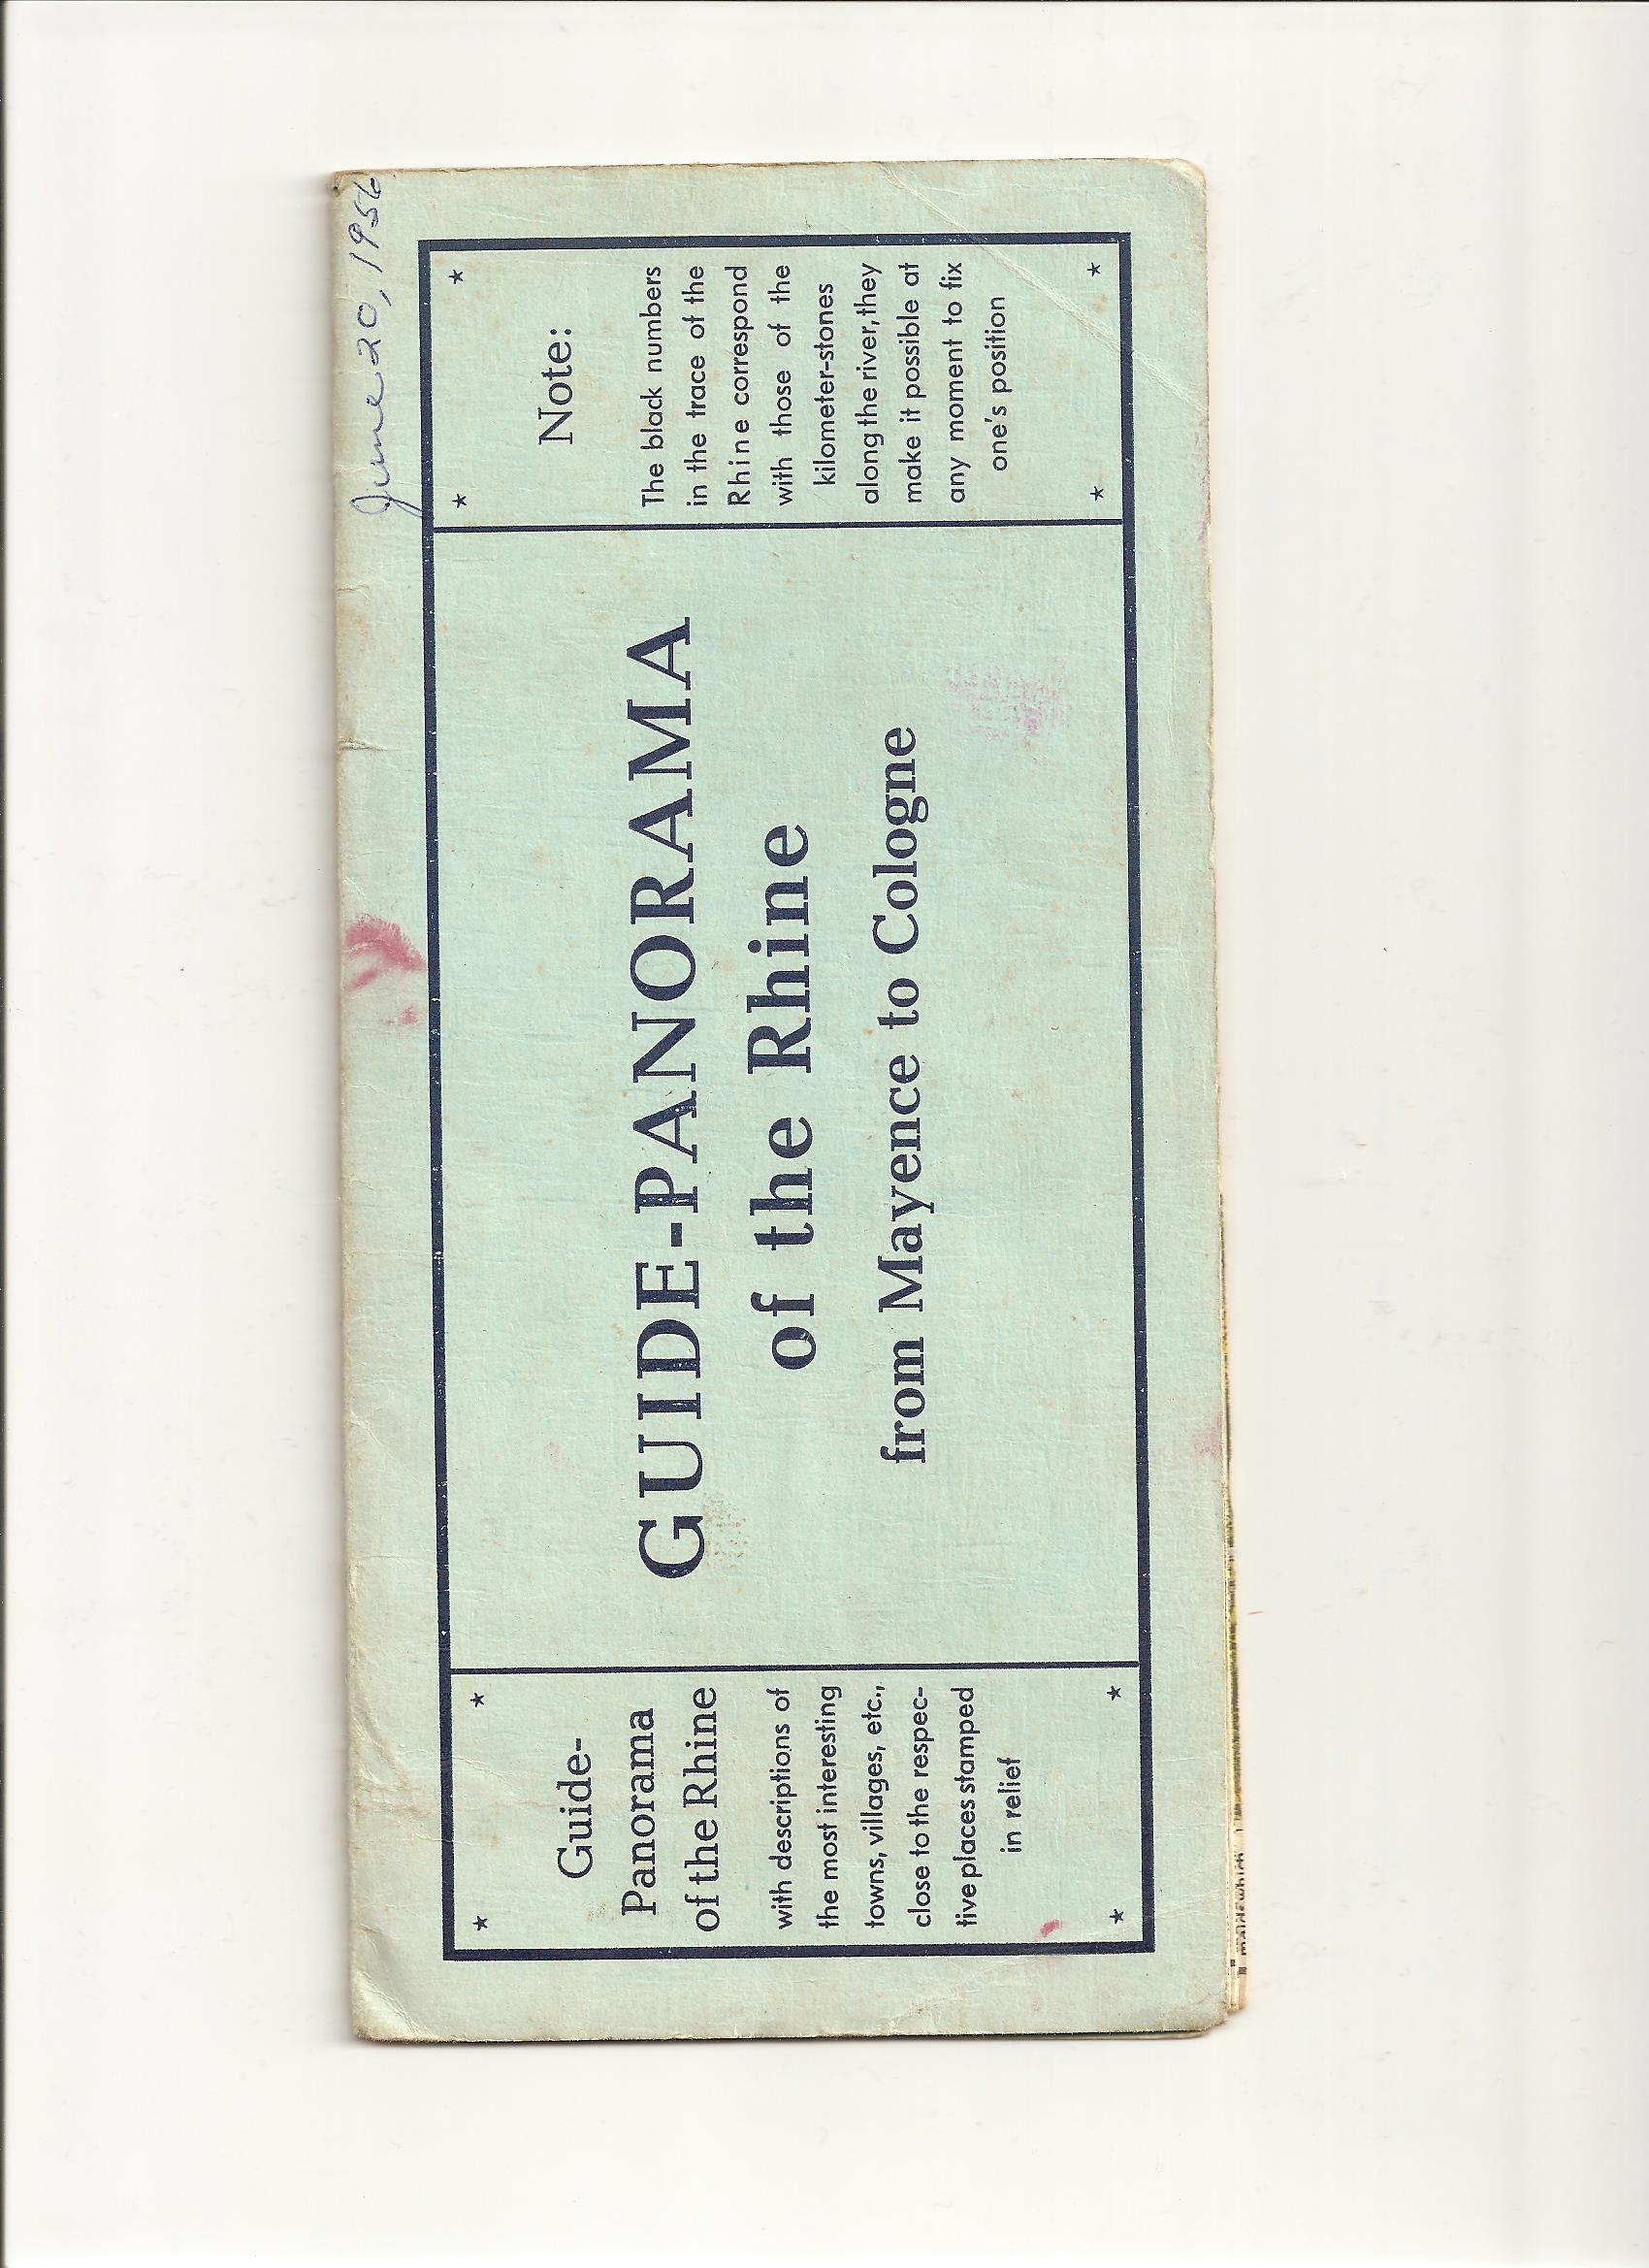 June 20, 1956
Guide-
Panorama
of the Rhine
with descriptions of
the most interesting
towns, villages, etc.,
close to the respec-
tive places stamped
in relief
GUIDE-PANORAMA
of the Rhine
from Mayence to Cologne
Note:
The black numbers
in the trace of the
Rhine correspond
with those of the
kilometer-stones
along the river, they
make it possible at
any moment to fix
one's position